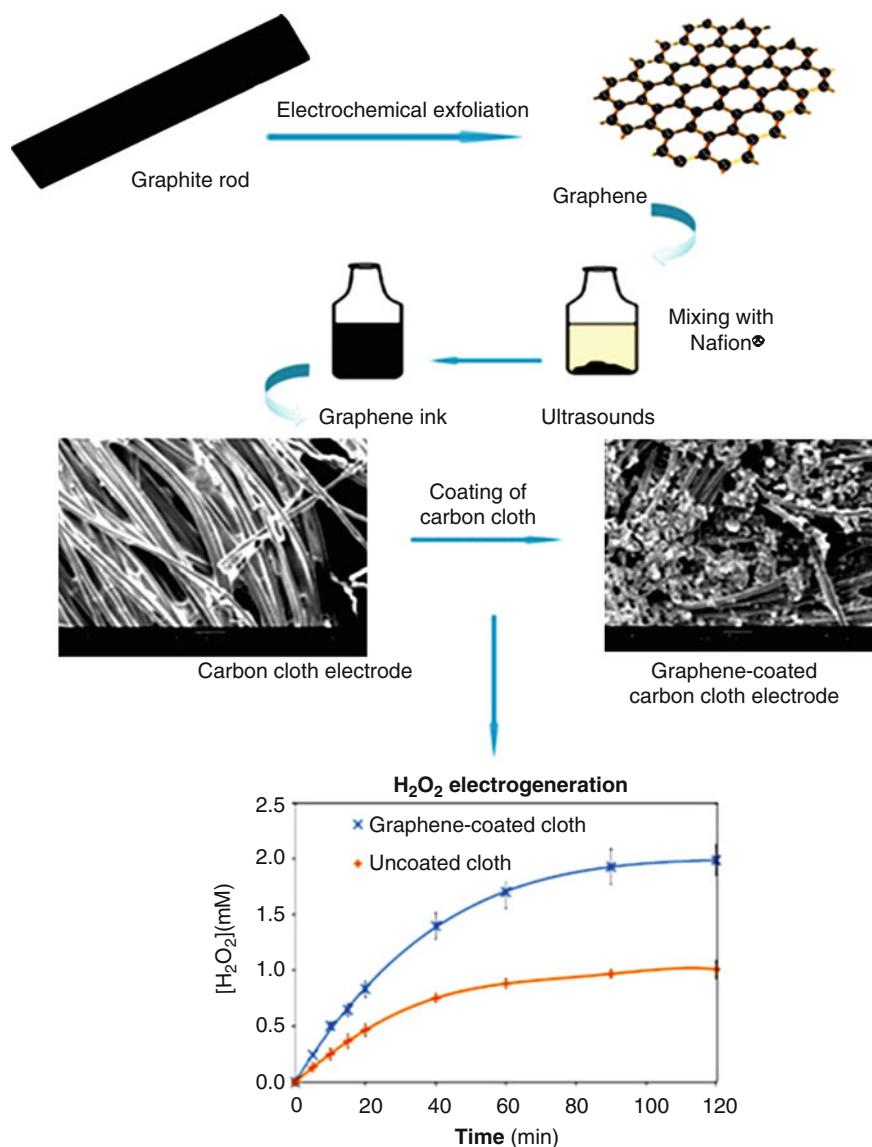 Electrochemical exfoliation
Graphite rod
Graphene
Mixing with
Nafion®
Graphene ink
Ultrasounds
Coating of
carbon cloth
Carbon cloth electrode
Graphene-coated
carbon cloth electrode
H₂O₂ electrogeneration
2.5
2.0
1.5
1.0
0.5
0.0
[H₂O₂](mM)
Graphene-coated cloth
Uncoated cloth
0 20 40 60 80 100 120
Time (min)